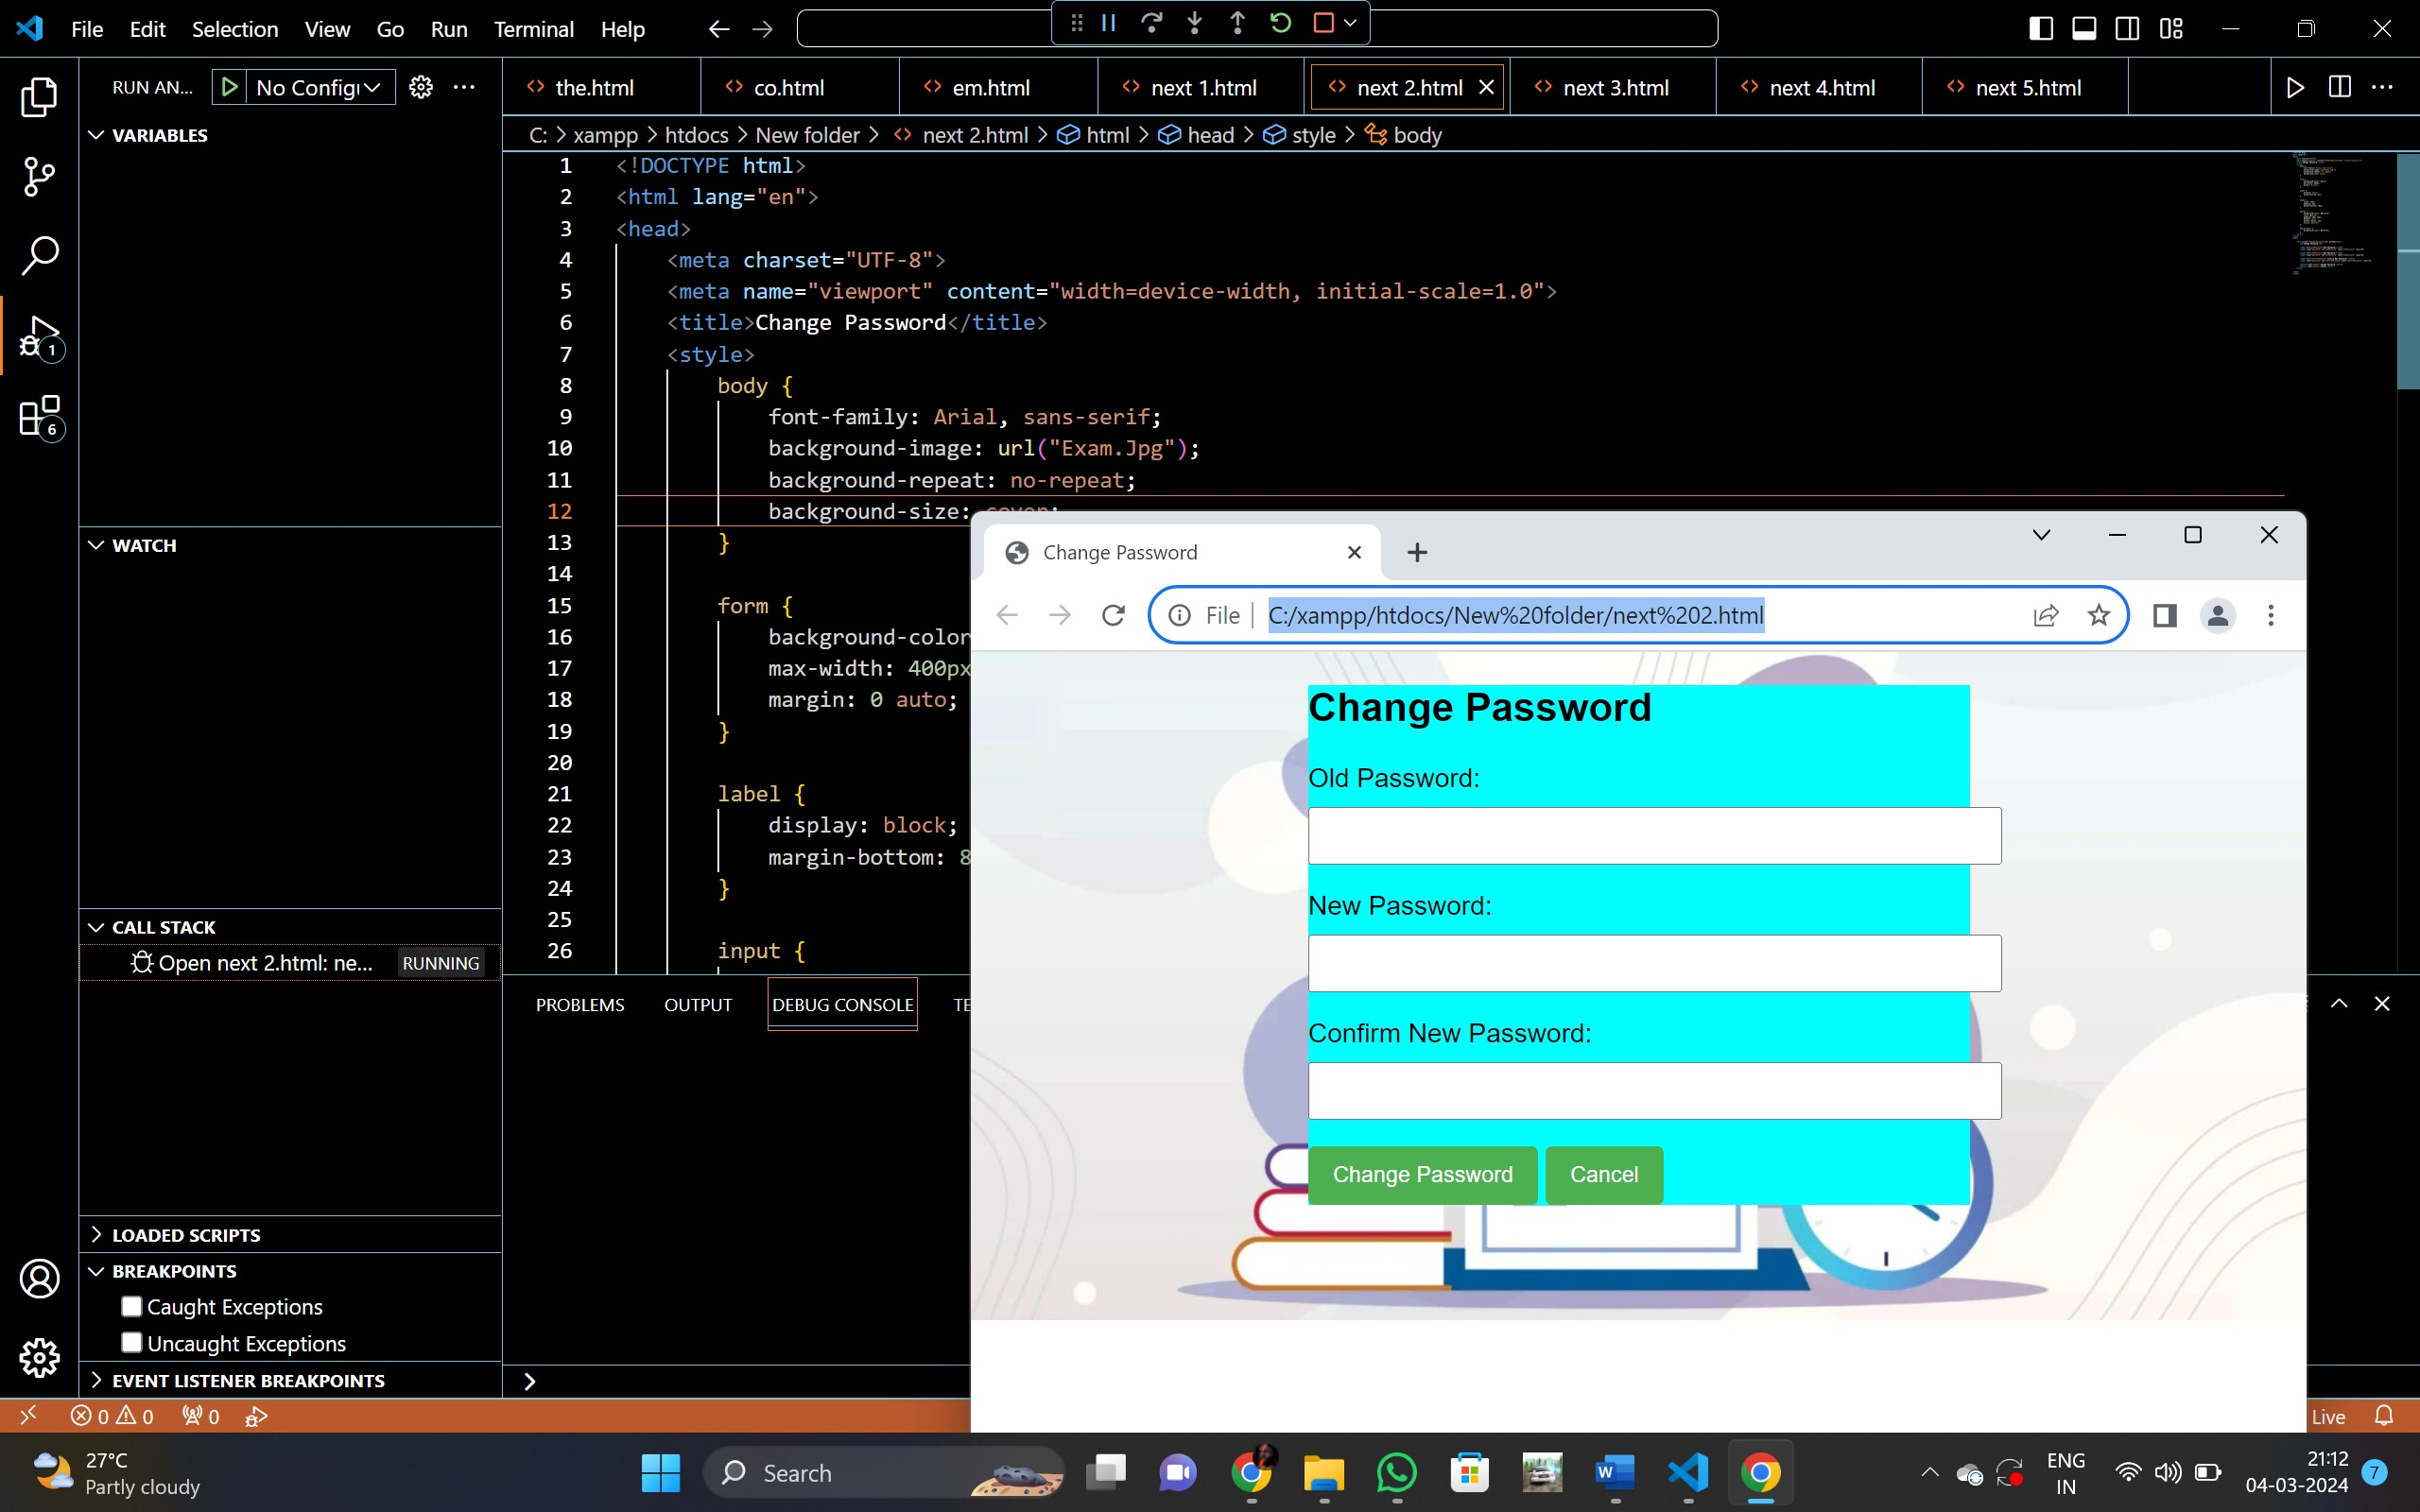 File Edit Selection View Go Run Terminal Help
RUN AN... No Config
the.html co.html em.html next 1.html next 2.html next 3.html next 4.html next 5.html
C: > xampp > htdocs > New folder > next 2.html > html > head > style > body
VARIABLES
WATCH
CALL STACK
Open next 2.html: ne... RUNNING
LOADED SCRIPTS
BREAKPOINTS
Caught Exceptions
Uncaught Exceptions
EVENT LISTENER BREAKPOINTS
1
6
1 <!DOCTYPE html>
2 <html lang="en">
3 <head>
4 <meta charset="UTF-8">
5 <meta name="viewport" content="width=device-width, initial-scale=1.0">
6 <title>Change Password</title>
7 <style>
8 body {
9 font-family: Arial, sans-serif;
10 background-image: url("Exam.Jpg");
11 background-repeat: no-repeat;
12 background-size:
13 }
14
15 form {
16 background-color
17 max-width: 400px
18 margin: 0 auto;
19 }
20
21 label {
22 display: block;
23 margin-bottom: 8
24 }
25
26 input {
PROBLEMS OUTPUT DEBUG CONSOLE TE
Change Password
File C:/xampp/htdocs/New%20folder/next%202.html
Change Password
Old Password:
New Password:
Confirm New Password:
Change Password Cancel
0 0 0
Live
27°C
Partly cloudy
Search
ENG
IN
21:12
04-03-2024
7